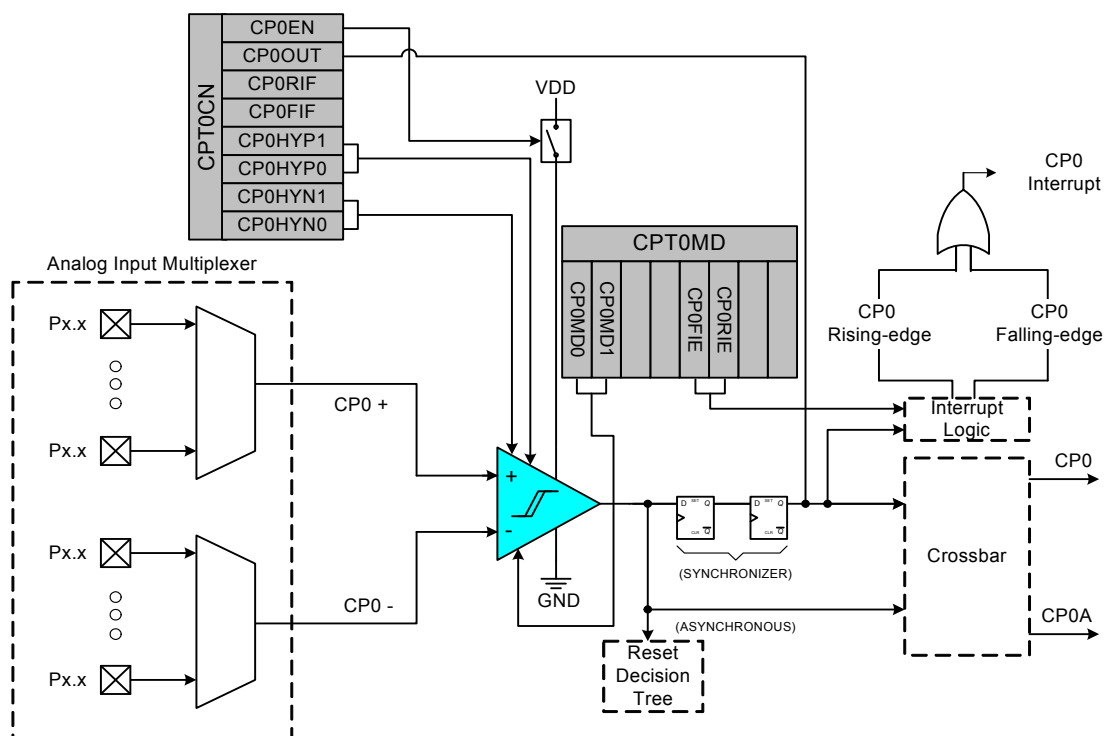 CPT0CN
CP0EN
CP0OUT
CP0RIF
CP0FIF
CP0HYP1
CP0HYP0
CP0HYN1
CP0HYN0
VDD
CPT0MD
CP0MD0
CP0MD1
CP0FIE
CP0RIE
CP0
Interrupt
CP0
Rising-edge
CP0
Falling-edge
Interrupt
Logic
Analog Input Multiplexer
Px.x
Px.x
Px.x
Px.x
CP0 +
CP0 -
+
-
GND
D
SET
Q
CLR
Q
D
SET
Q
CLR
Q
(SYNCHRONIZER)
(ASYNCHRONOUS)
Reset
Decision
Tree
Crossbar
CP0
CP0A